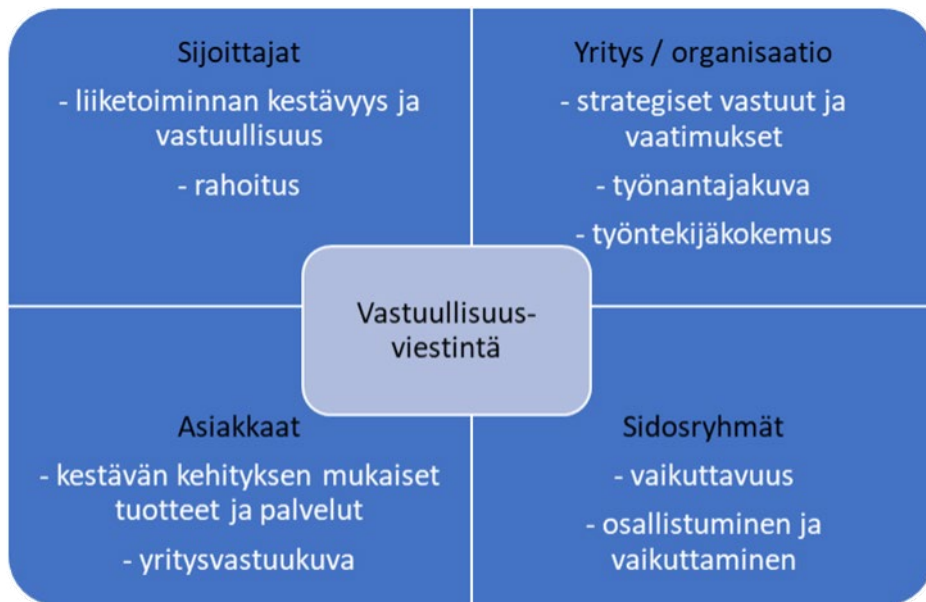 Sijoittajat
- liiketoiminnan kestävyys ja
vastuullisuus
- rahoitus
Yritys / organisaatio
- strategiset vastuut ja
vaatimukset
- työnantajakuva
- työntekijäkokemus
Vastuullisuus-
viestintä
Asiakkaat
- kestävän kehityksen mukaiset
tuotteet ja palvelut
- yritysvastuukuva
Sidosryhmät
- vaikuttavuus
- osallistuminen ja
vaikuttaminen